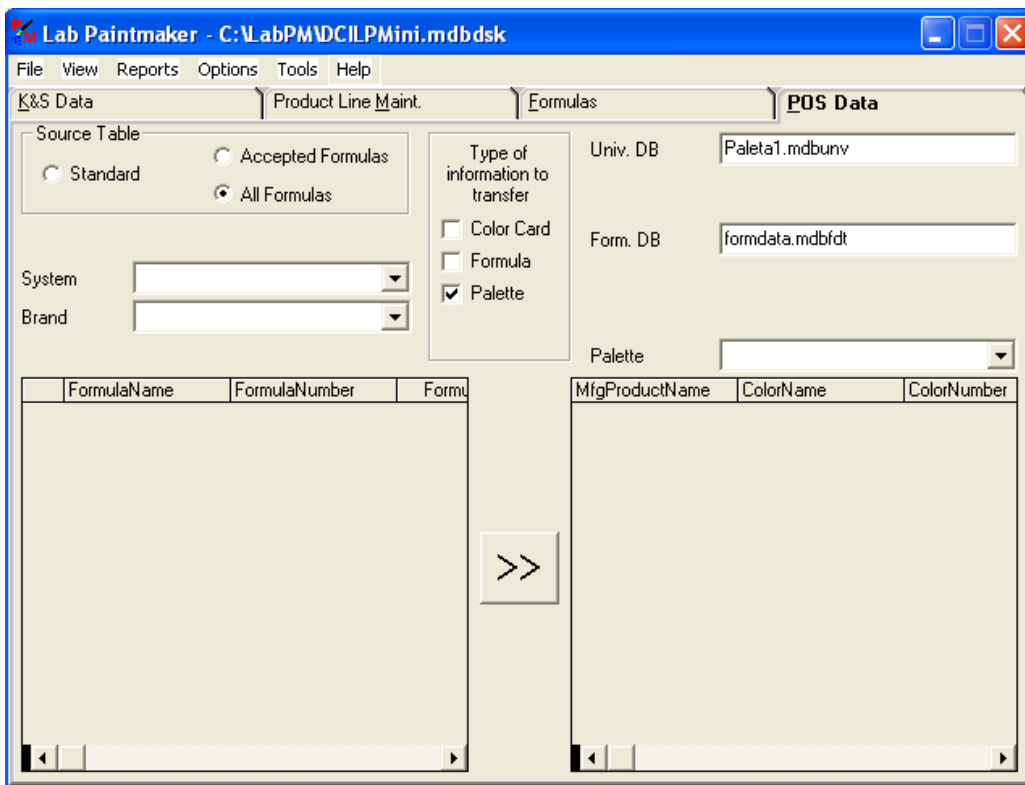 Lab Paintmaker - C:\LabPM\DCILPMini.mdbdsk
File View Reports Options Tools Help
K&S Data Product Line Maint. Formulas POS Data
Source Table
Standard
Accepted Formulas
All Formulas
Type of
information to
transfer
Color Card
Formula
Palette
Univ. DB Paleta1.mdbunv
Form. DB formdata.mdbfdt
System
Brand
Palette
FormulaName FormulaNumber Formu
MfgProductName ColorName ColorNumber
>>